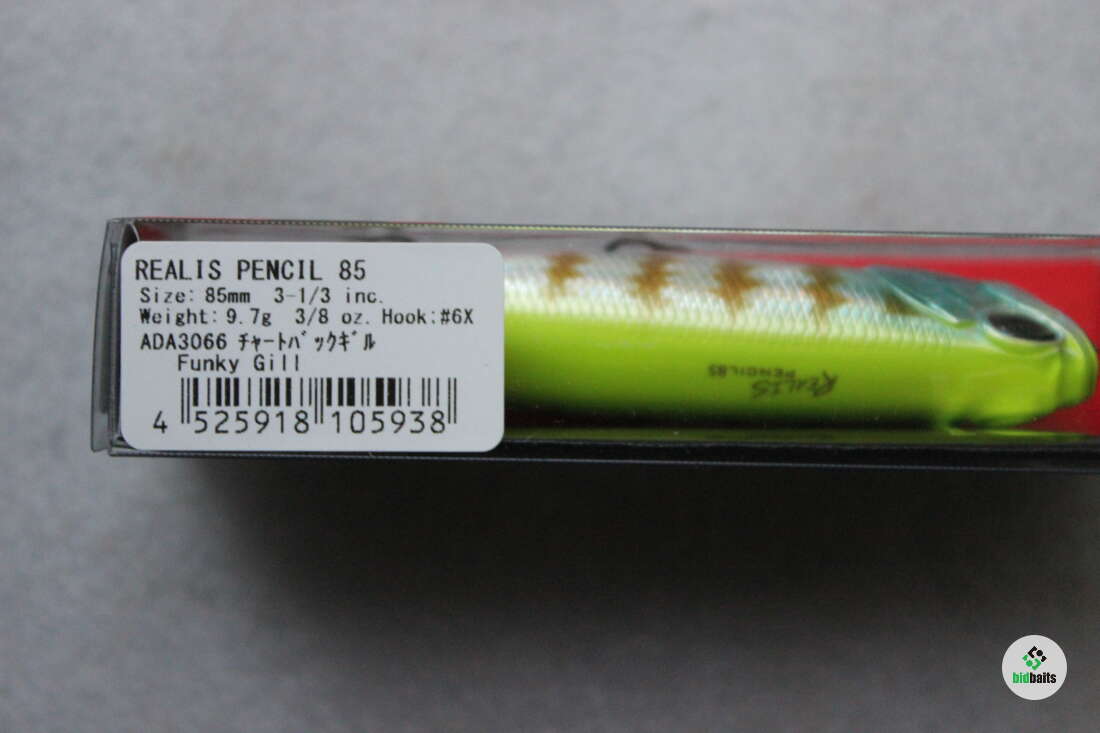 REALIS PENCIL 85
Size: 85mm 3-1/3 inc.
Weight: 9.7g 3/8 oz. Hook:#6X
ADA3066 ﾁｬｰﾄﾊﾞｯｸｷﾞﾙ
Funky Gill
4 525918 105938
REALIS
PENCIL85
bidbaits